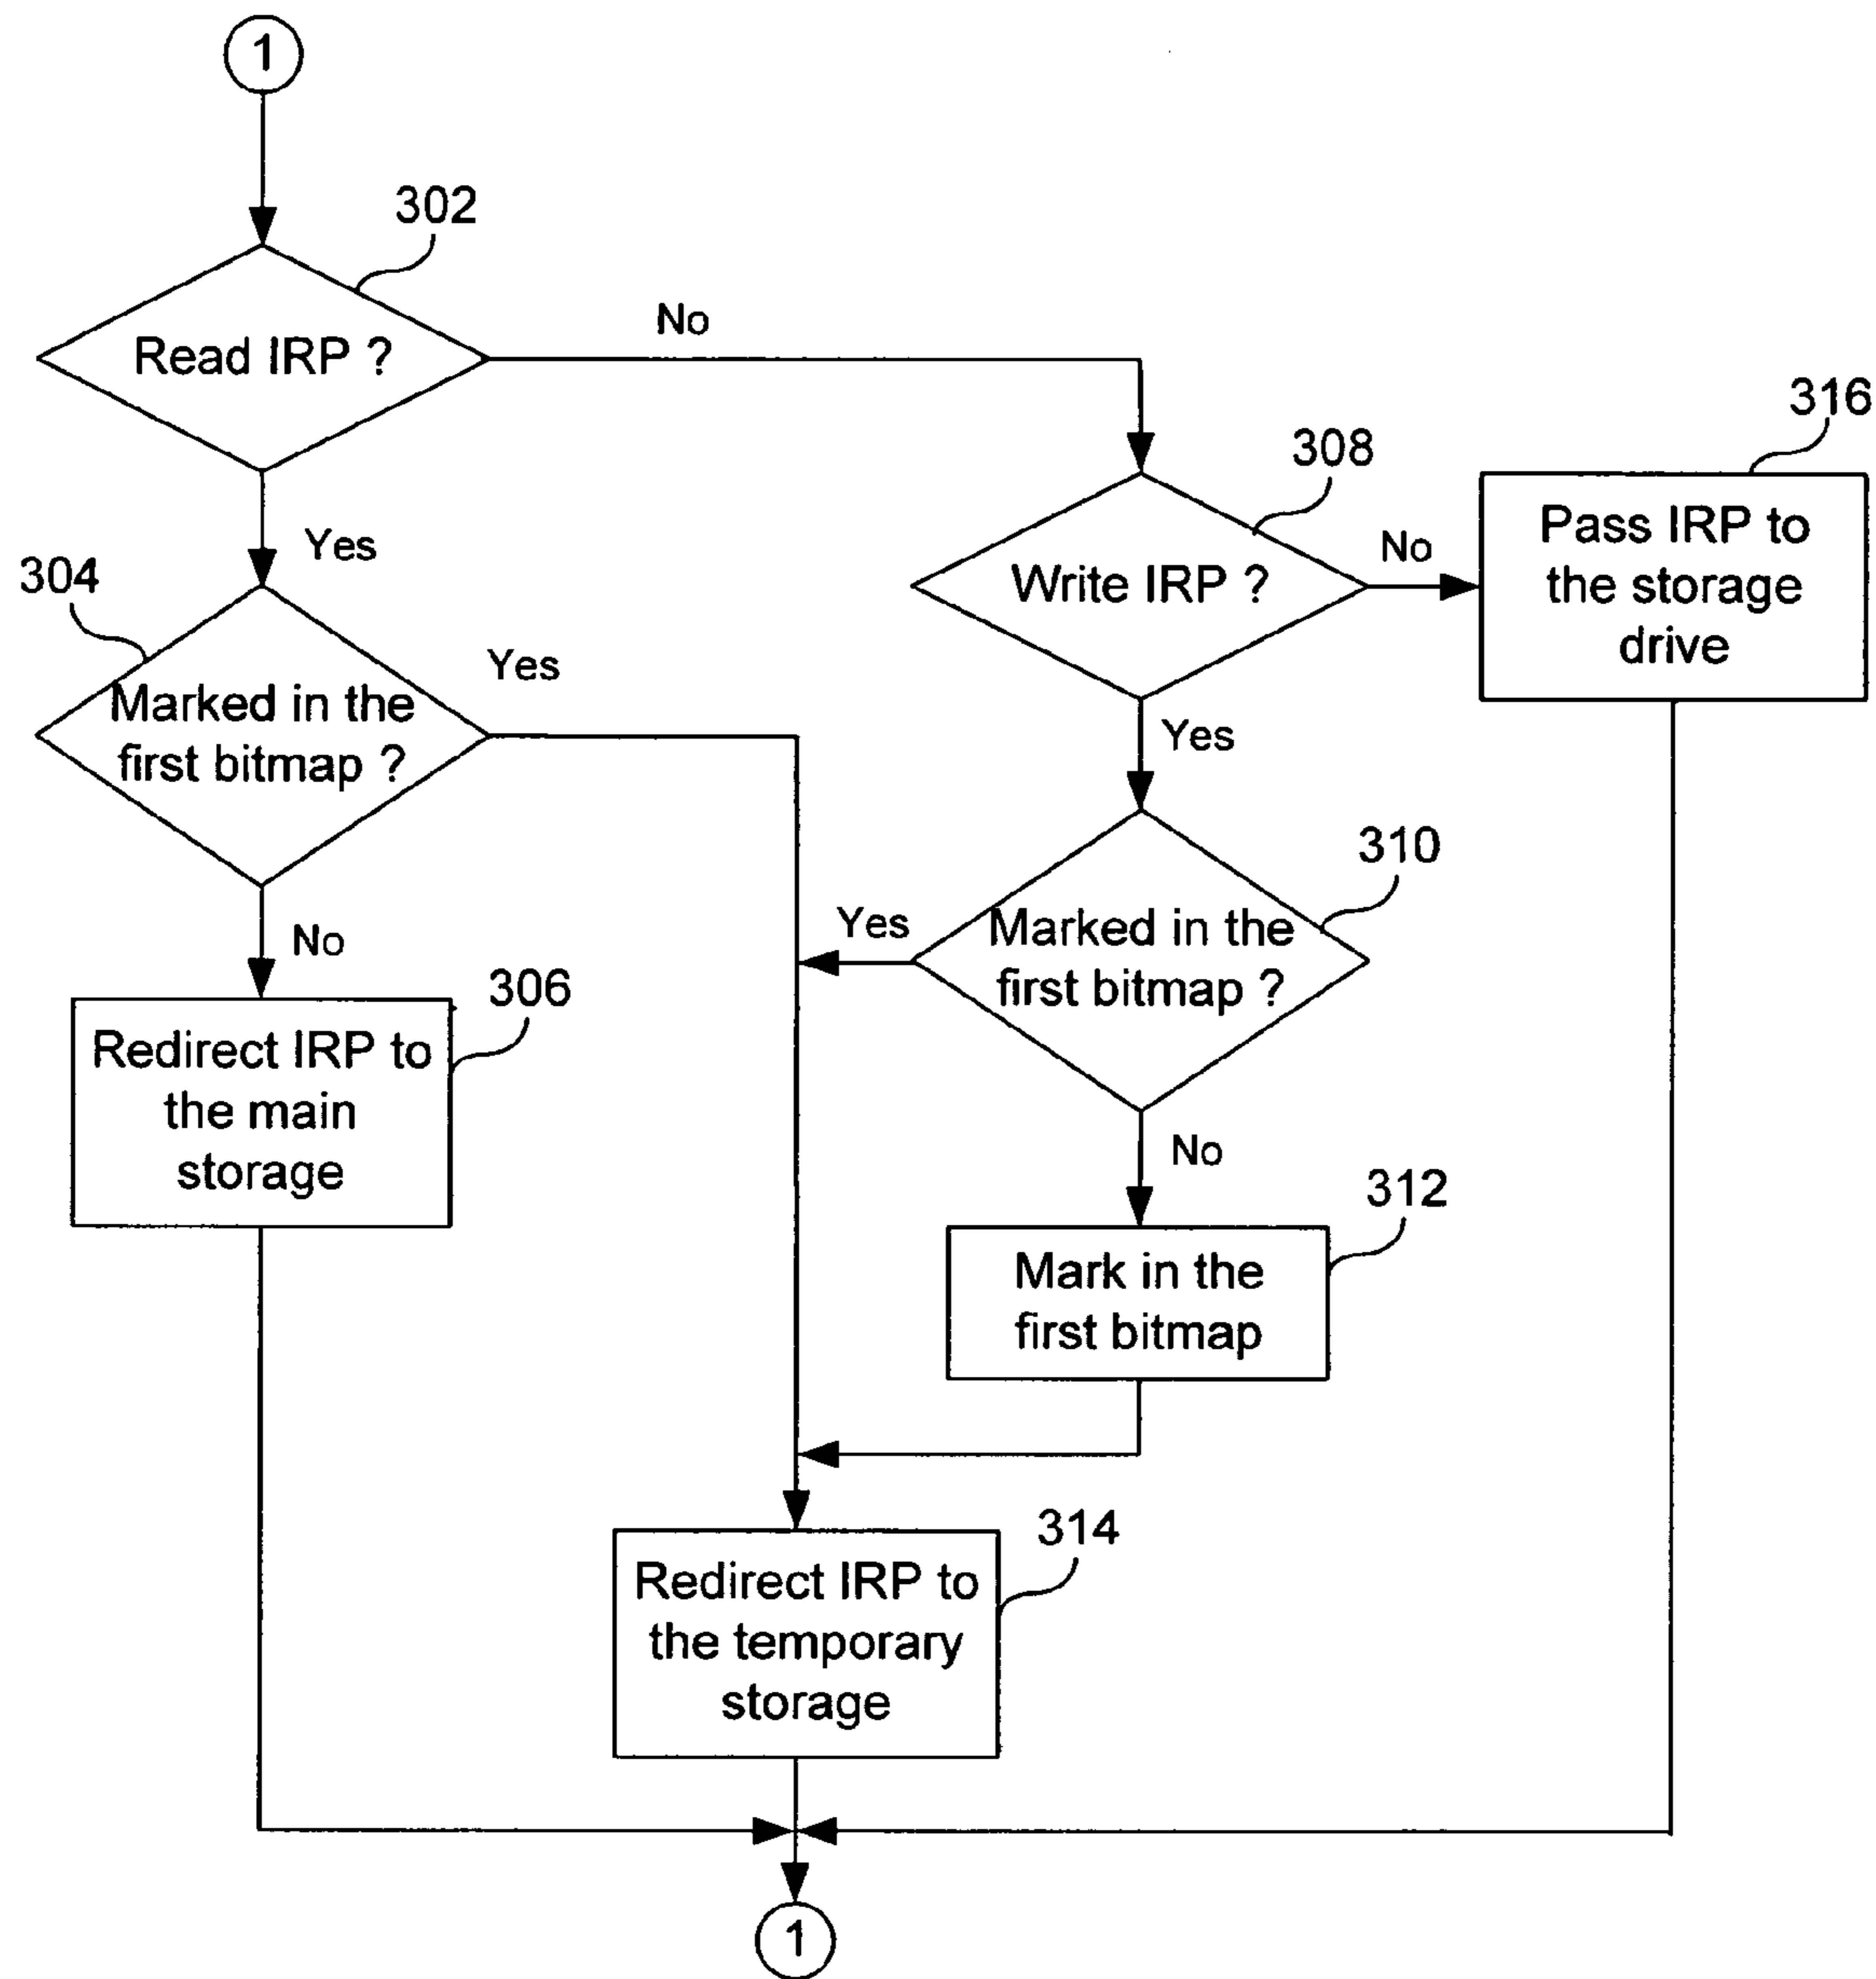 1
302
Read IRP ?
No
316
308
Pass IRP to
the storage
drive
No
Write IRP ?
Yes
304
Yes
Marked in the
first bitmap ?
Yes
310
Yes
Marked in the
first bitmap ?
No
306
Redirect IRP to
the main
storage
No
312
Mark in the
first bitmap
314
Redirect IRP to
the temporary
storage
1